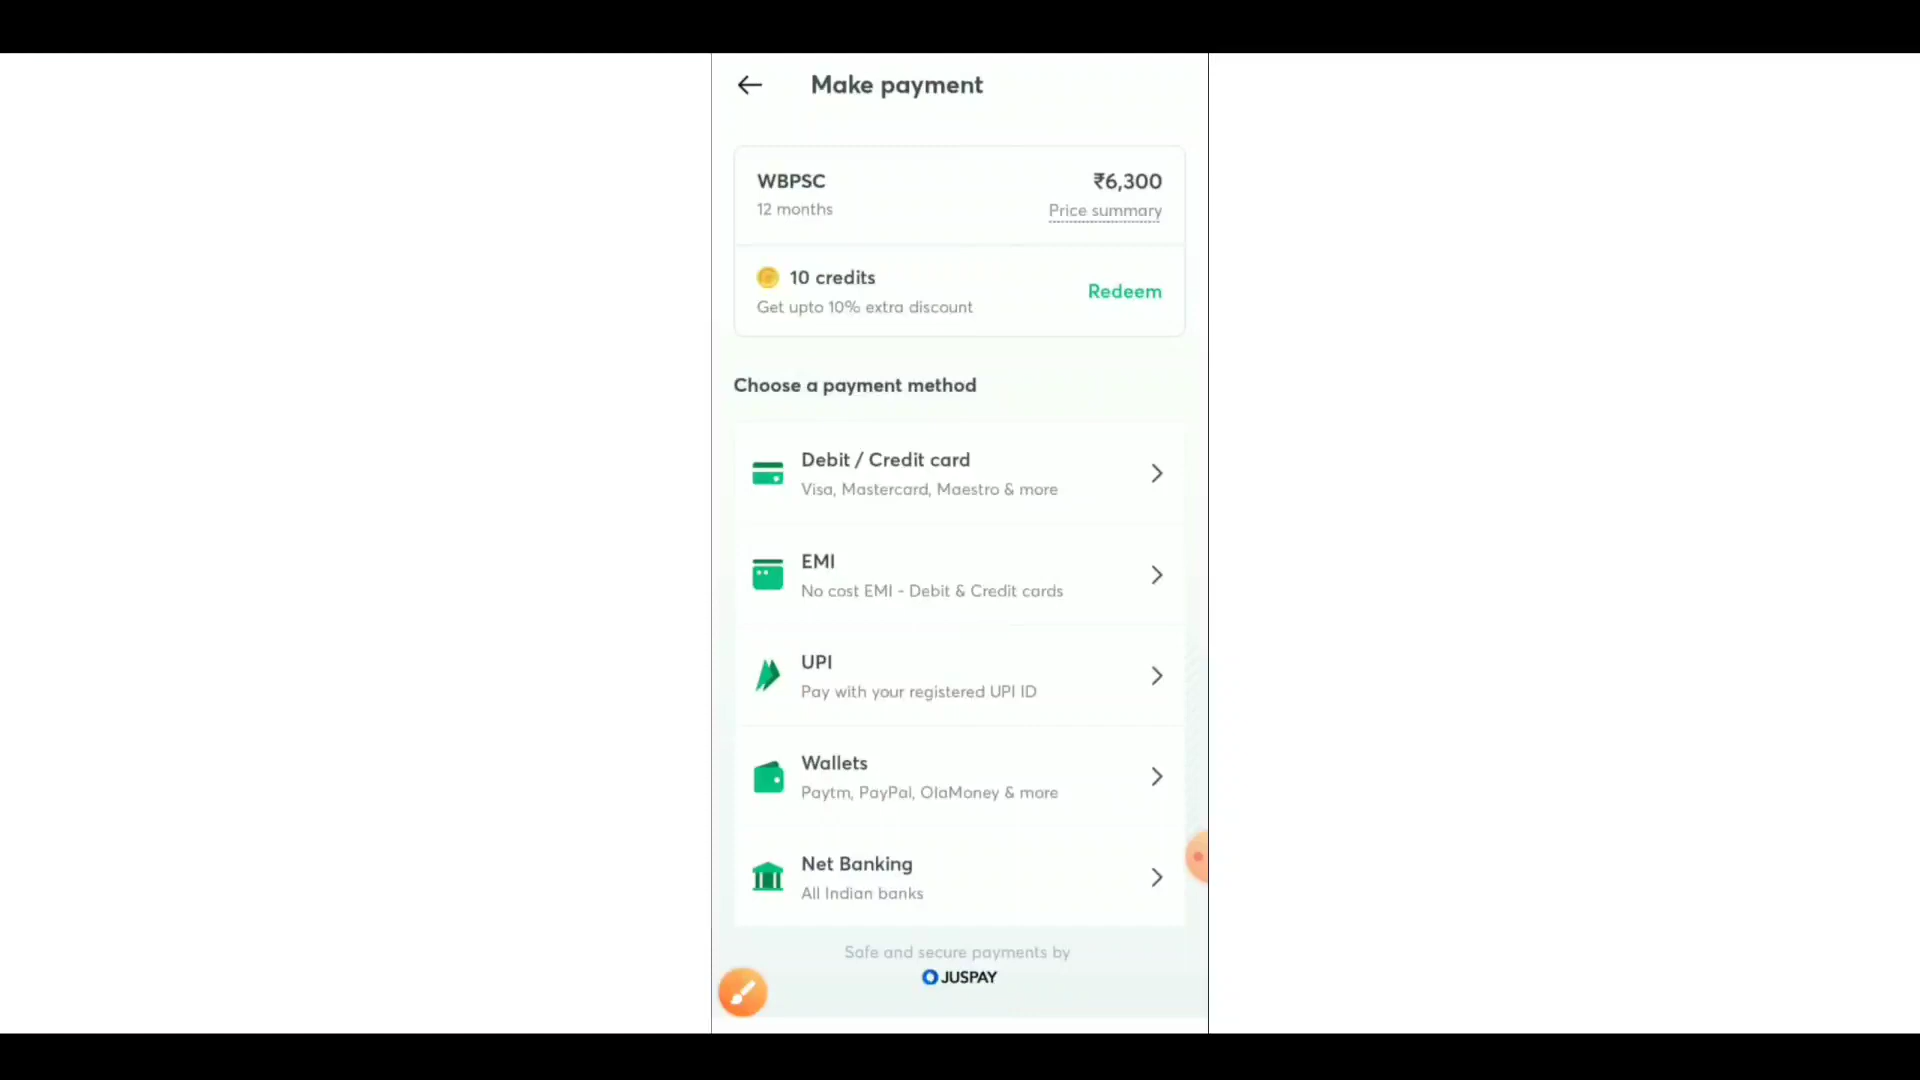 Make payment
WBPSC
₹6,300
12 months
Price summary
10 credits
Redeem
Get upto 10% extra discount
Choose a payment method
Debit / Credit card
Visa, Mastercard, Maestro & more
EMI
No cost EMI - Debit & Credit cards
UPI
Pay with your registered UPI ID
Wallets
Paytm, PayPal, OlaMoney & more
Net Banking
All Indian banks
Safe and secure payments by
JUSPAY